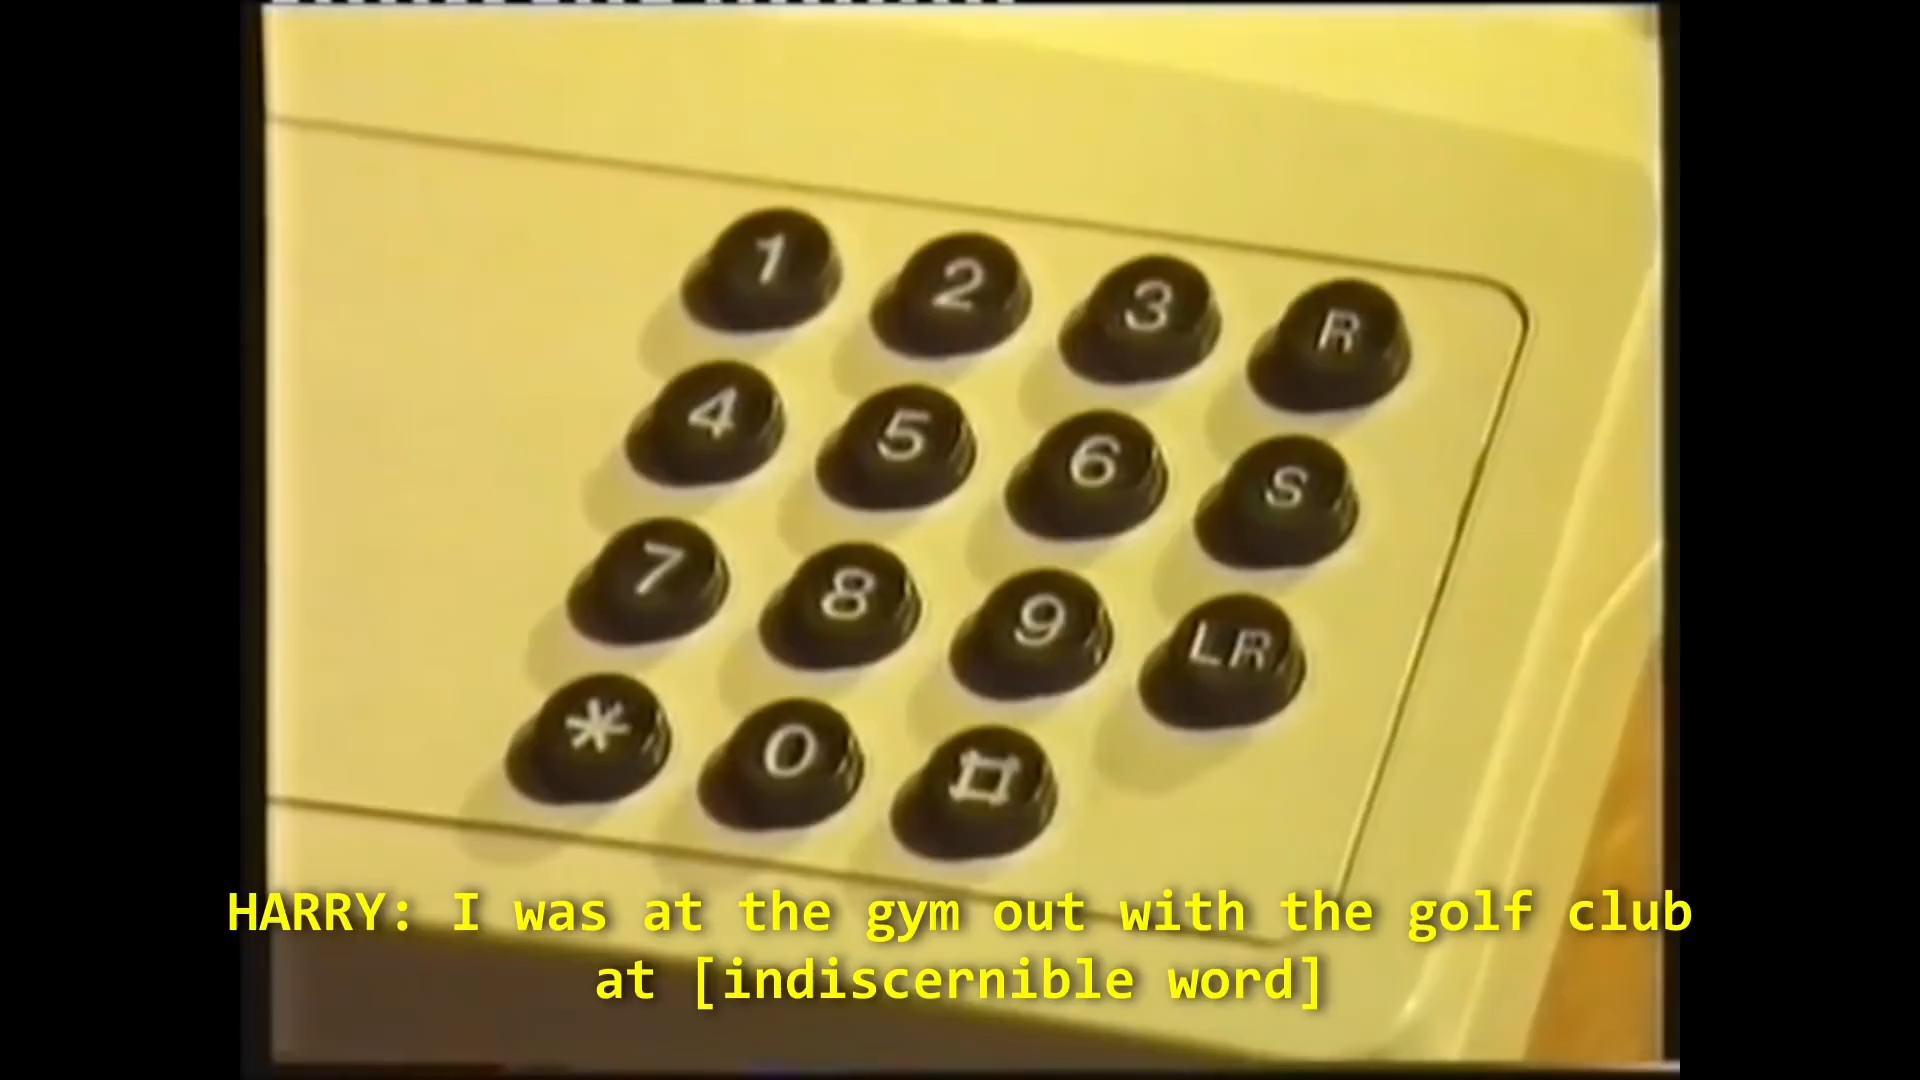 1 2 3 R
4 5 6 S
7 8 9 LR
* 0 ⌗
HARRY: I was at the gym out with the golf club
at [indiscernible word]